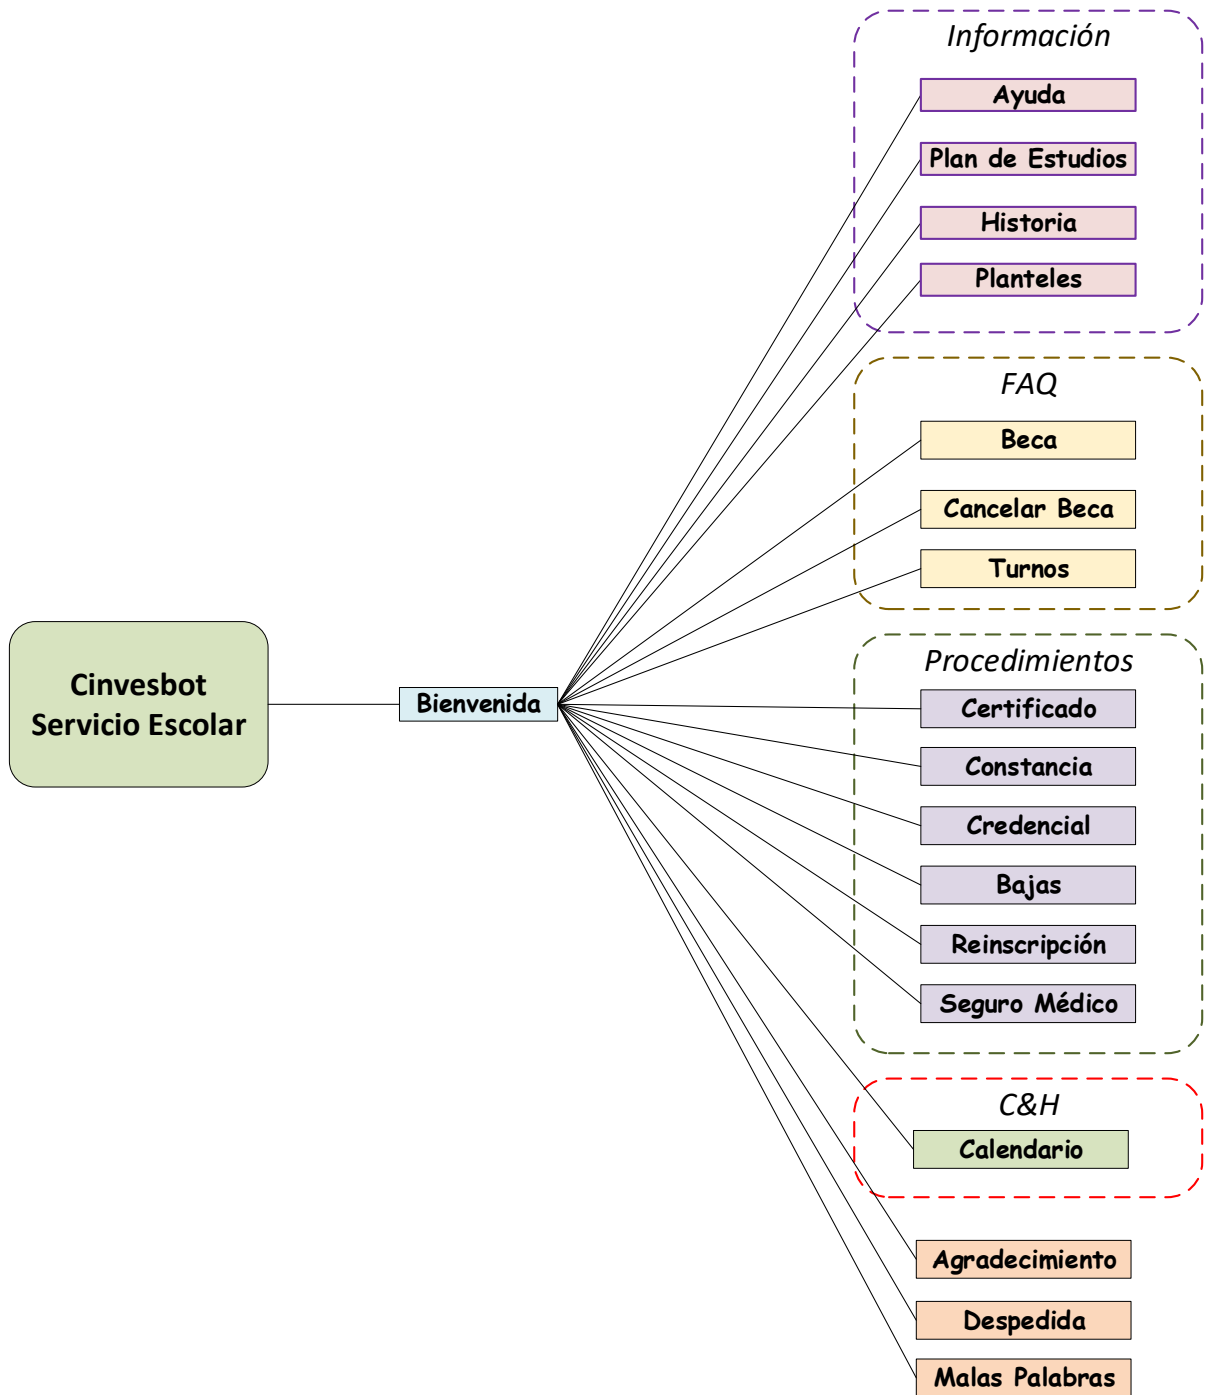 Cinvesbot
Servicio Escolar
Bienvenida
Información
Ayuda
Plan de Estudios
Historia
Planteles
FAQ
Beca
Cancelar Beca
Turnos
Procedimientos
Certificado
Constancia
Credencial
Bajas
Reinscripción
Seguro Médico
C&H
Calendario
Agradecimiento
Despedida
Malas Palabras